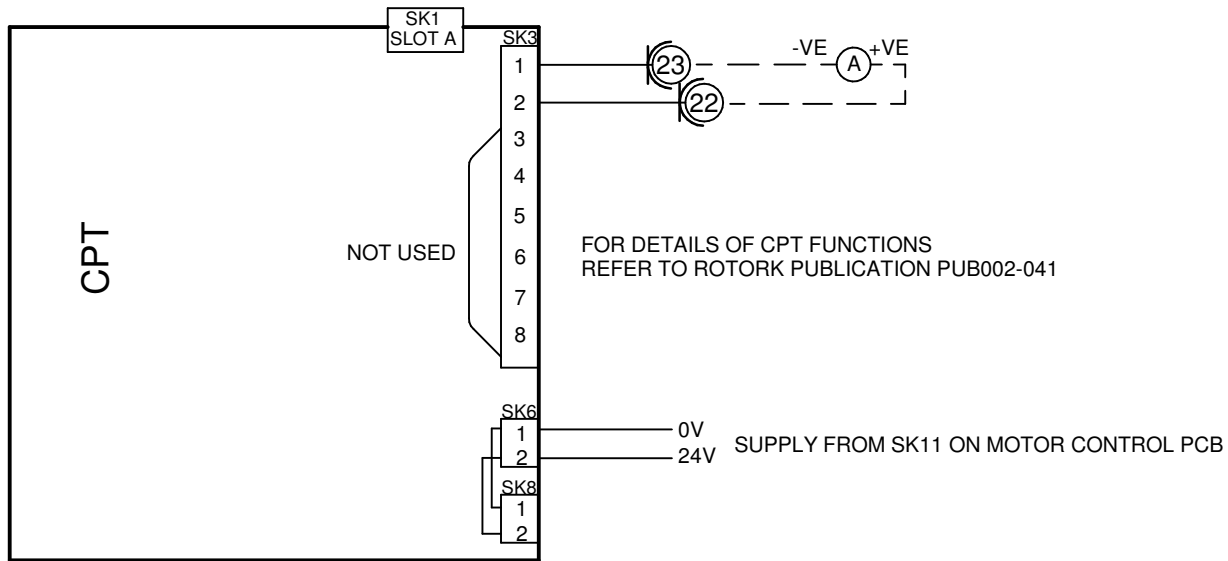 SK1
SLOT A
SK3
1
23
-VE
A
+VE
2
22
3
4
5
6
7
8
NOT USED
CPT
FOR DETAILS OF CPT FUNCTIONS
REFER TO ROTORK PUBLICATION PUB002-041
SK6
1
0V
2
24V
SUPPLY FROM SK11 ON MOTOR CONTROL PCB
SK8
1
2